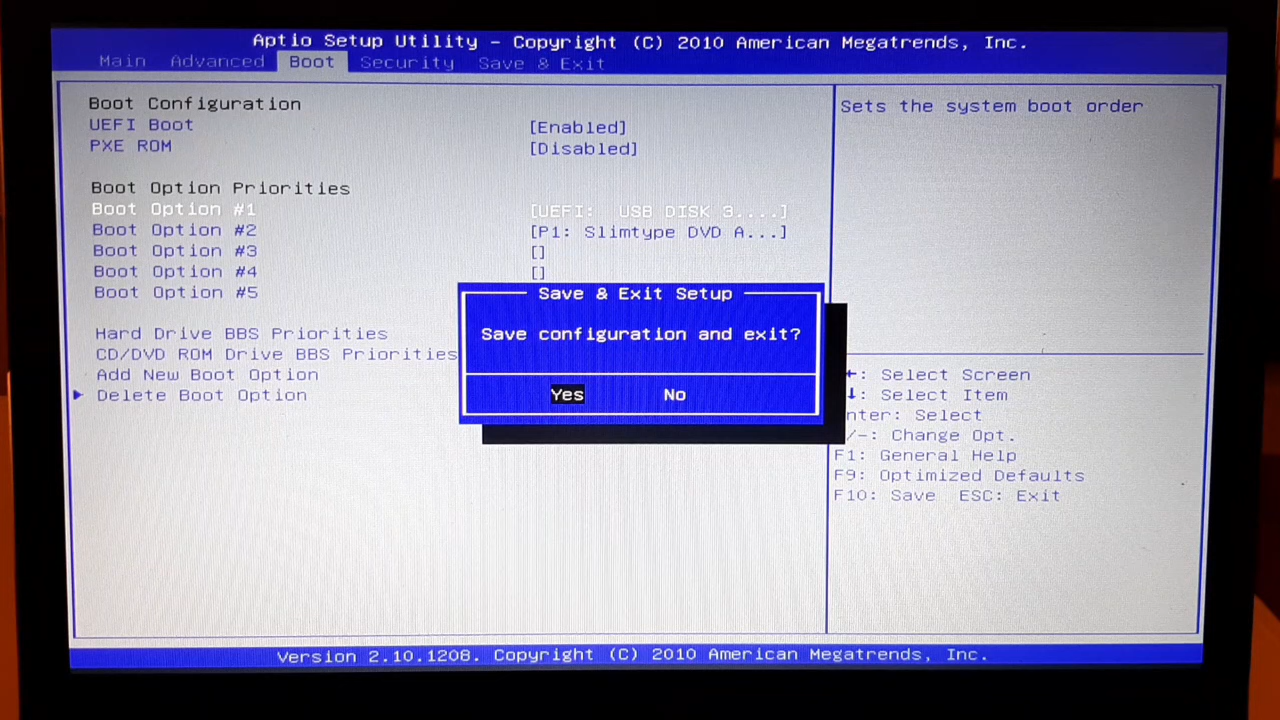 Aptio Setup Utility - Copyright (C) 2010 American Megatrends, Inc.
Main Advanced Boot Security Save & Exit
Boot Configuration
UEFI Boot [Enabled]
PXE ROM [Disabled]
Boot Option Priorities
Boot Option #1 [UEFI: USB DISK 3....]
Boot Option #2 [P1: Slimtype DVD A...]
Boot Option #3 []
Boot Option #4 []
Boot Option #5
Hard Drive BBS Priorities
CD/DVD ROM Drive BBS Priorities
Add New Boot Option
Delete Boot Option
Save & Exit Setup
Save configuration and exit?
Yes No
Sets the system boot order
←: Select Screen
↓: Select Item
nter: Select
/-: Change Opt.
F1: General Help
F9: Optimized Defaults
F10: Save ESC: Exit
Version 2.10.1208. Copyright (C) 2010 American Megatrends, Inc.